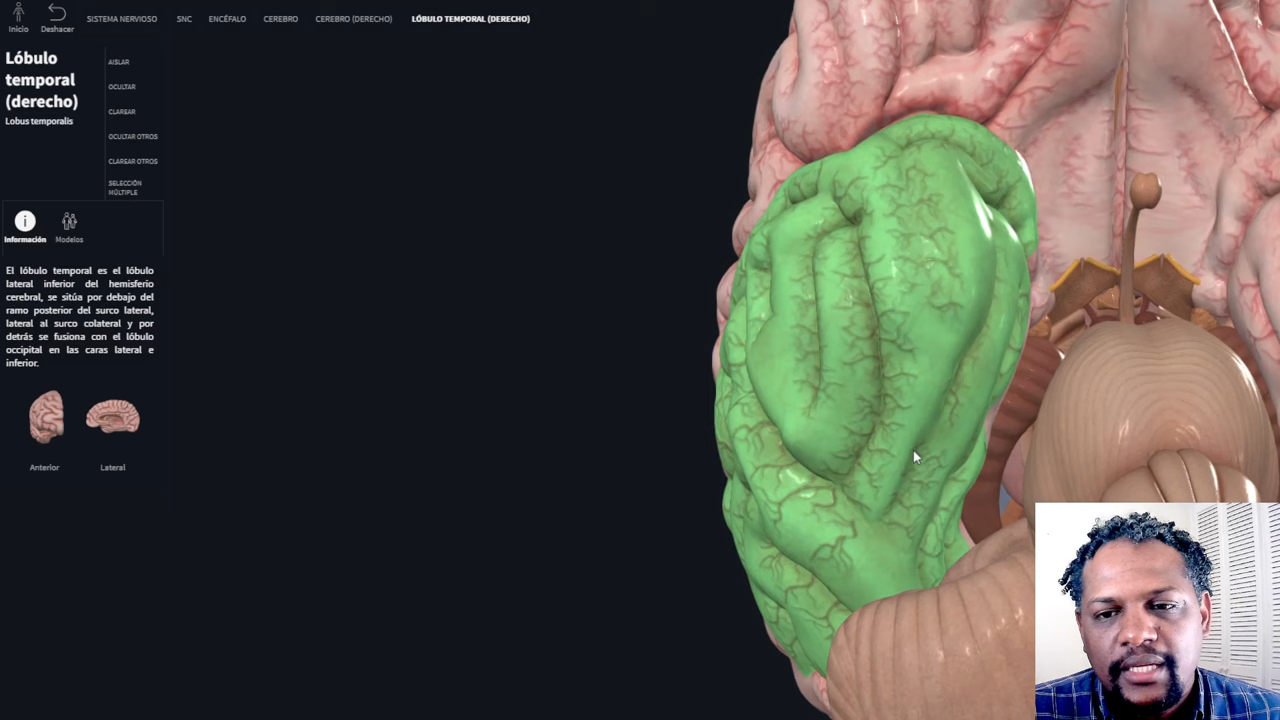 Inicio
Deshacer
SISTEMA NERVIOSO
SNC
ENCÉFALO
CEREBRO
CEREBRO (DERECHO)
LÓBULO TEMPORAL (DERECHO)
Lóbulo
temporal
(derecho)
Lobus temporalis
AISLAR
OCULTAR
CLAREAR
OCULTAR OTROS
CLAREAR OTROS
SELECCIÓN
MÚLTIPLE
i
Información
Modelos
El lóbulo temporal es el lóbulo
lateral inferior del hemisferio
cerebral, se sitúa por debajo del
ramo posterior del surco lateral,
lateral al surco colateral y por
detrás se fusiona con el lóbulo
occipital en las caras lateral e
inferior.
Anterior
Lateral